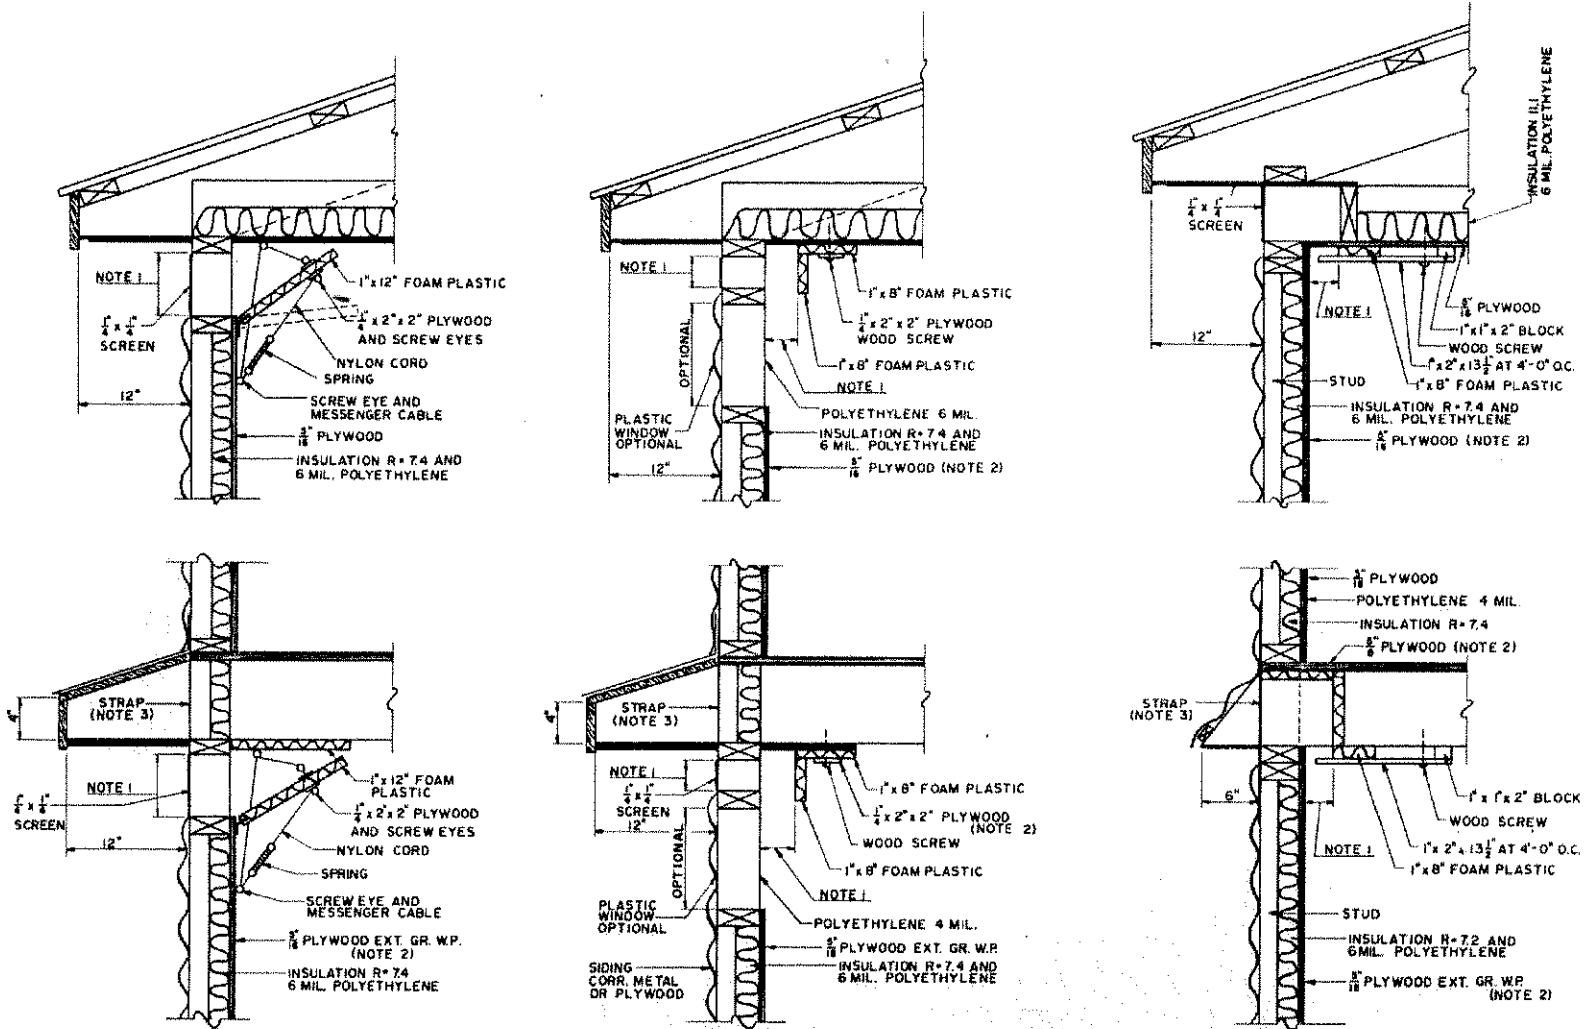 NOTE 1
1/4" x 1/4"
SCREEN
12"
1" x 12" FOAM PLASTIC
1/4" x 2" x 2" PLYWOOD
AND SCREW EYES
NYLON CORD
SPRING
SCREW EYE AND
MESSENGER CABLE
5/16" PLYWOOD
INSULATION R = 7.4 AND
6 MIL. POLYETHYLENE
NOTE 1
OPTIONAL
PLASTIC
WINDOW
OPTIONAL
12"
1" x 8" FOAM PLASTIC
1/4" x 2" x 2" PLYWOOD
WOOD SCREW
1" x 8" FOAM PLASTIC
NOTE 1
POLYETHYLENE 6 MIL.
INSULATION R = 7.4 AND
6 MIL. POLYETHYLENE
5/16" PLYWOOD (NOTE 2)
INSULATION 11.1
6 MIL. POLYETHYLENE
1/4" x 1/4"
SCREEN
12"
NOTE 1
5/16" PLYWOOD
1" x 1" x 2" BLOCK
WOOD SCREW
1" x 2" x 13 1/2" AT 4'-0" O.C.
1" x 8" FOAM PLASTIC
STUD
INSULATION R = 7.4 AND
6 MIL. POLYETHYLENE
5/16" PLYWOOD (NOTE 2)
4"
STRAP
(NOTE 3)
NOTE 1
1/4" x 1/4"
SCREEN
12"
1" x 12" FOAM
PLASTIC
1/4" x 2" x 2" PLYWOOD
AND SCREW EYES
NYLON CORD
SPRING
SCREW EYE AND
MESSENGER CABLE
5/16" PLYWOOD EXT. GR. W.P.
(NOTE 2)
INSULATION R = 7.4
6 MIL. POLYETHYLENE
4"
STRAP
(NOTE 3)
NOTE 1
1/4" x 1/4"
SCREEN
12"
OPTIONAL
PLASTIC
WINDOW
OPTIONAL
SIDING
CORR. METAL
OR PLYWOOD
1" x 8" FOAM PLASTIC
1/4" x 2" x 2" PLYWOOD
(NOTE 2)
WOOD SCREW
1" x 8" FOAM PLASTIC
NOTE 1
POLYETHYLENE 4 MIL.
5/16" PLYWOOD EXT. GR. W.P.
INSULATION R = 7.4 AND
6 MIL. POLYETHYLENE
5/16" PLYWOOD
POLYETHYLENE 4 MIL.
INSULATION R = 7.4
5/8" PLYWOOD (NOTE 2)
STRAP
(NOTE 3)
6"
NOTE 1
1" x 1" x 2" BLOCK
WOOD SCREW
1" x 2" x 13 1/2" AT 4'-0" O.C.
1" x 8" FOAM PLASTIC
STUD
INSULATION R = 7.2 AND
6 MIL. POLYETHYLENE
5/16" PLYWOOD EXT. GR. W.P.
(NOTE 2)